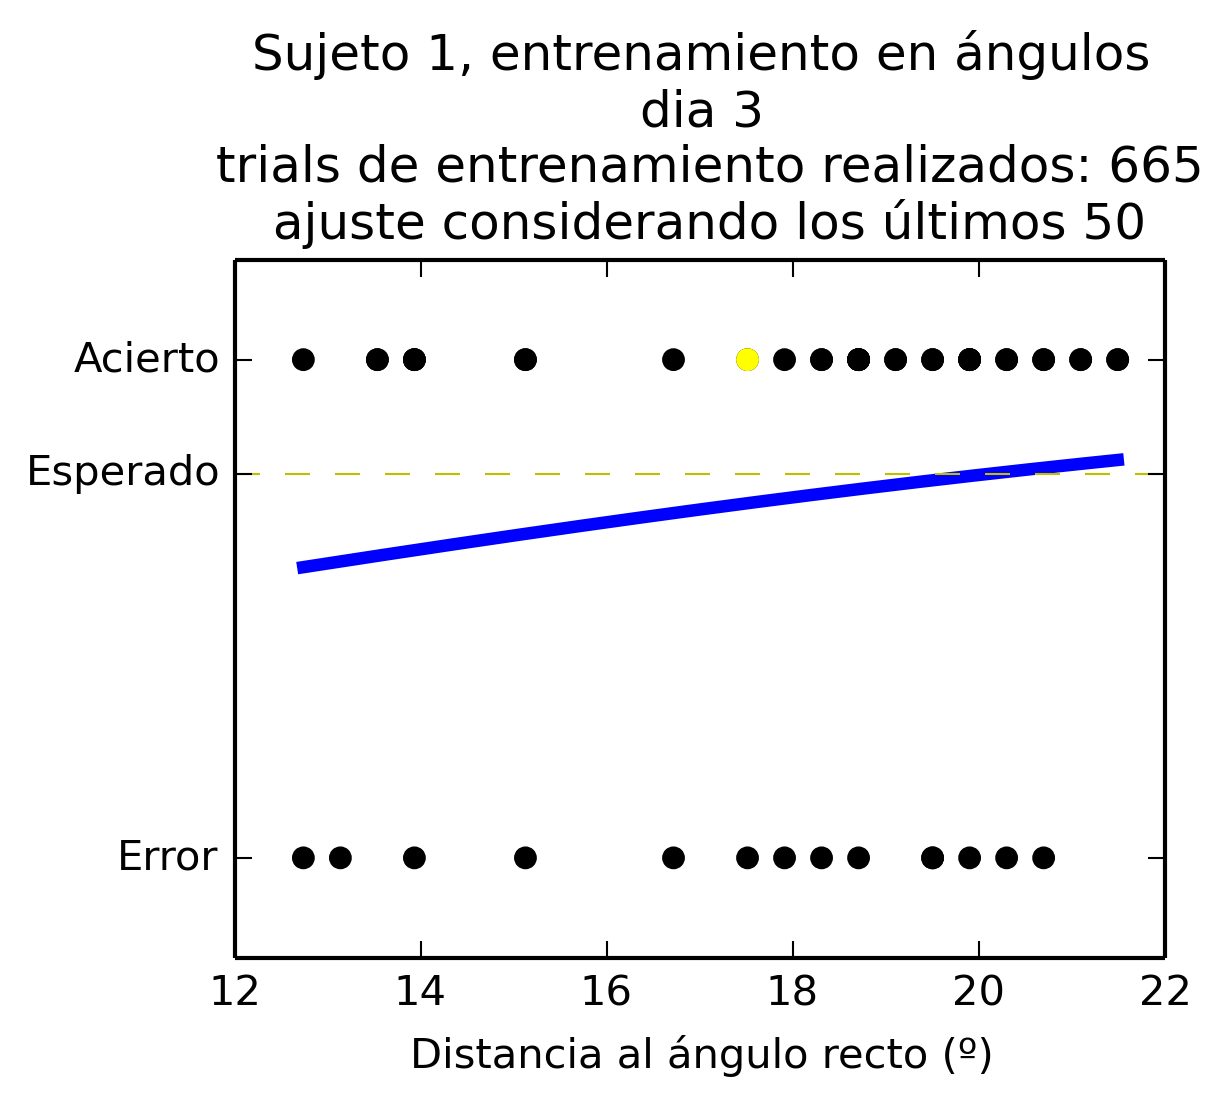 Sujeto 1, entrenamiento en ángulos
dia 3
trials de entrenamiento realizados: 665
ajuste considerando los últimos 50
Acierto
Esperado
Error
12 14 16 18 20 22
Distancia al ángulo recto (º)